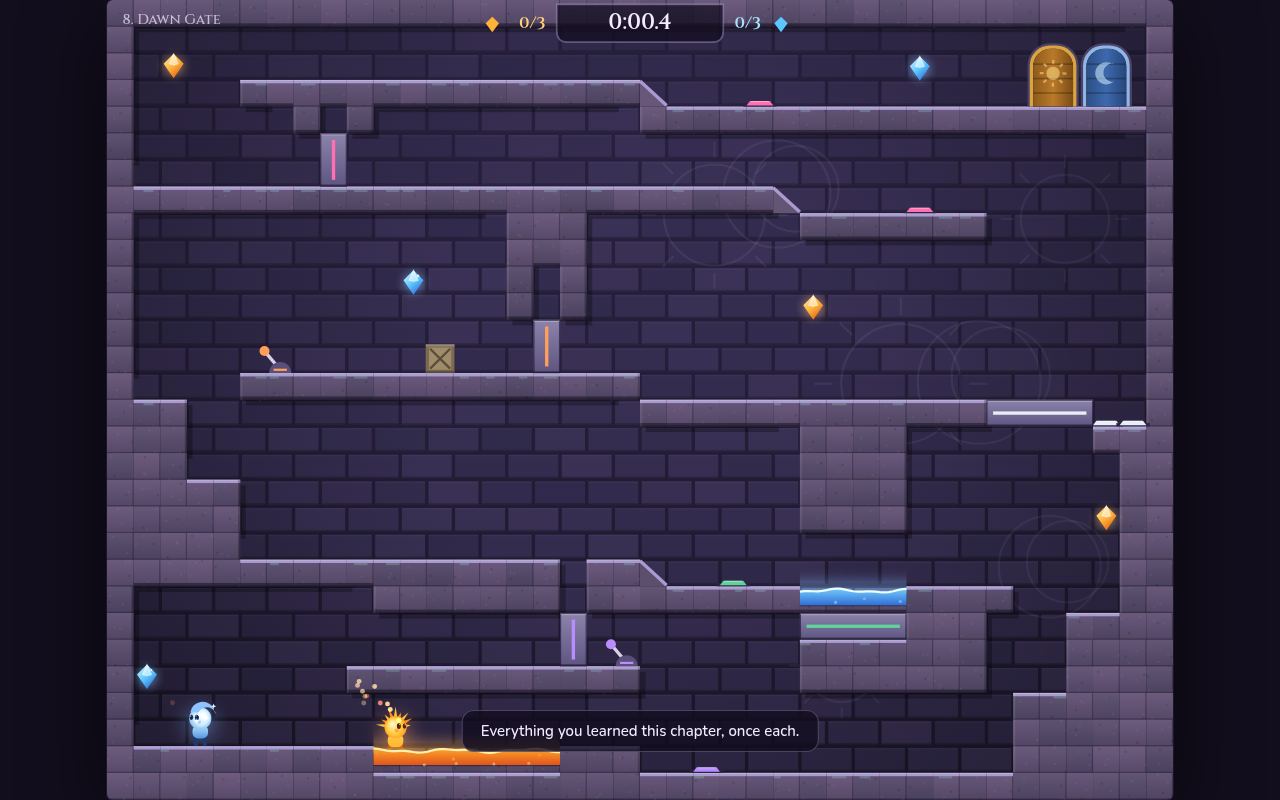 8. Dawn Gate
0/3
0:00.4
0/3
Everything you learned this chapter, once each.